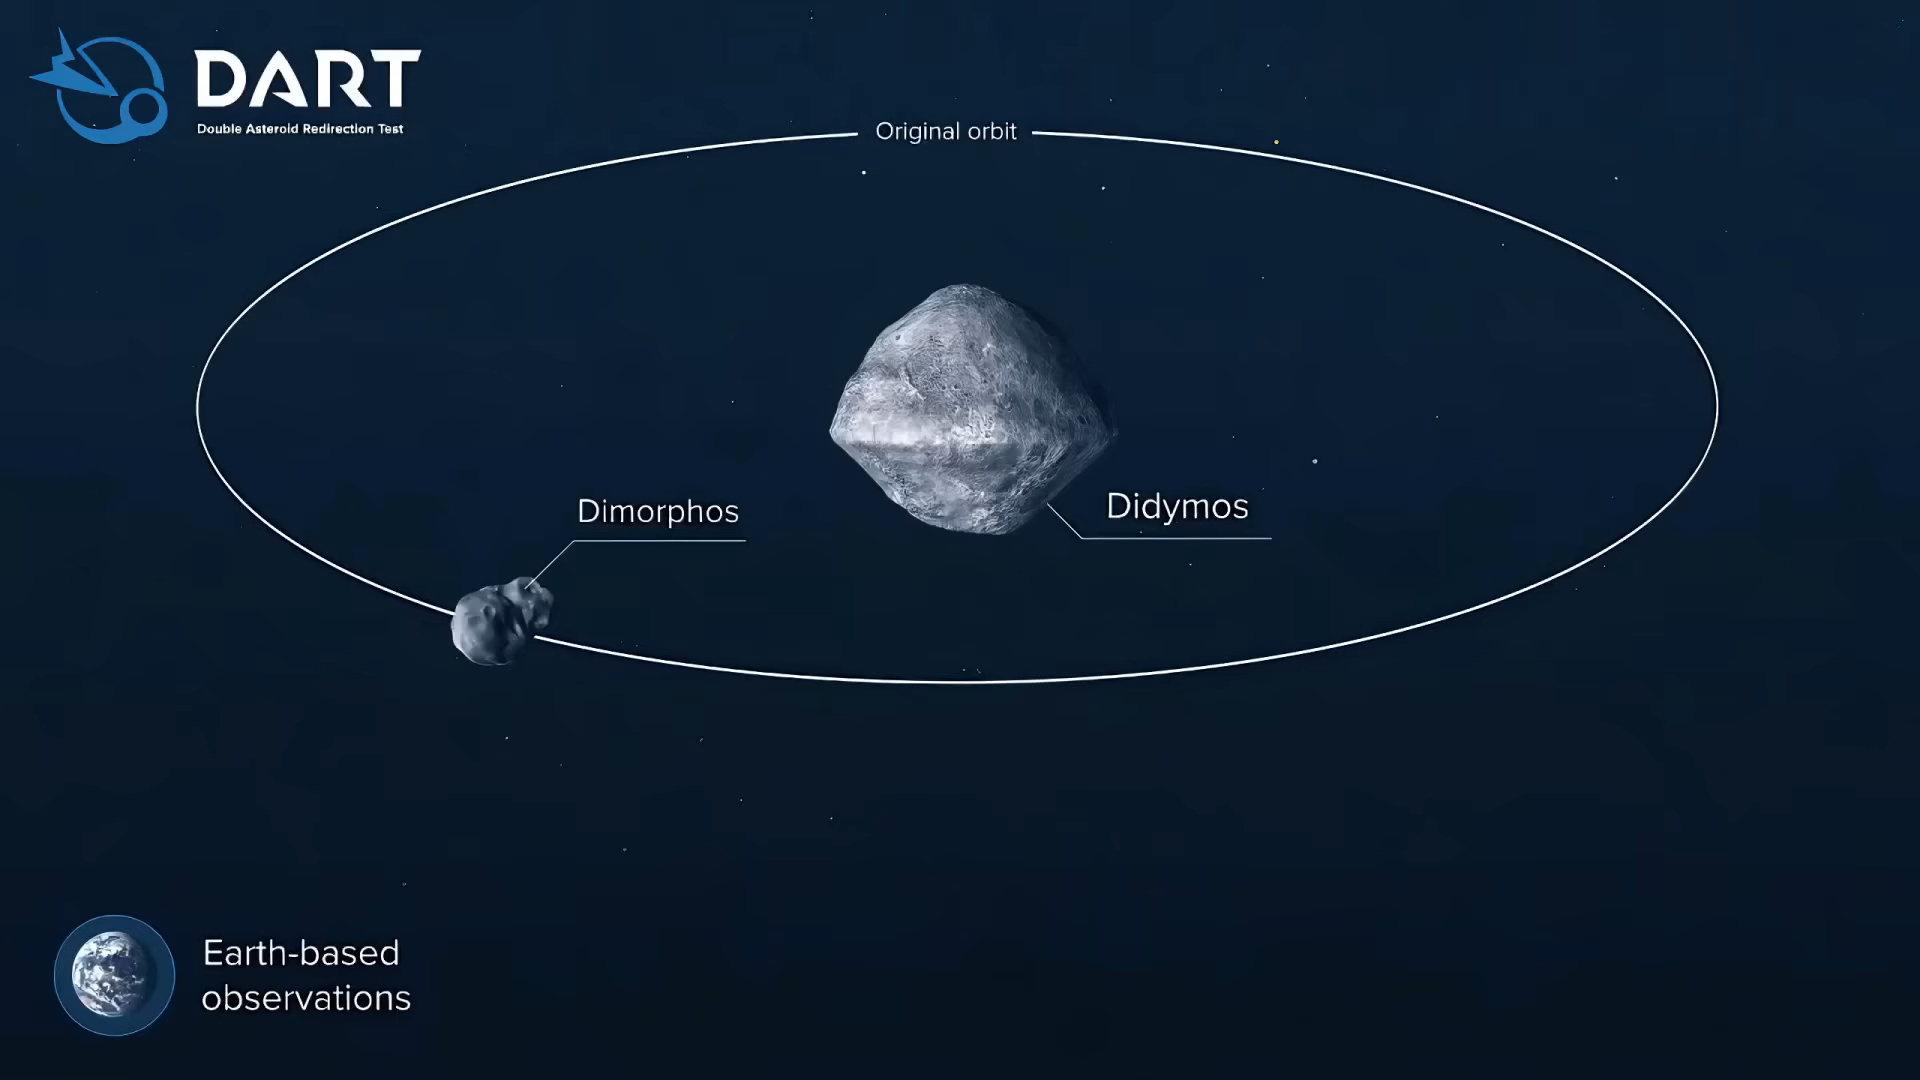 DART
Double Asteroid Redirection Test
Original orbit
Dimorphos
Didymos
Earth-based
observations